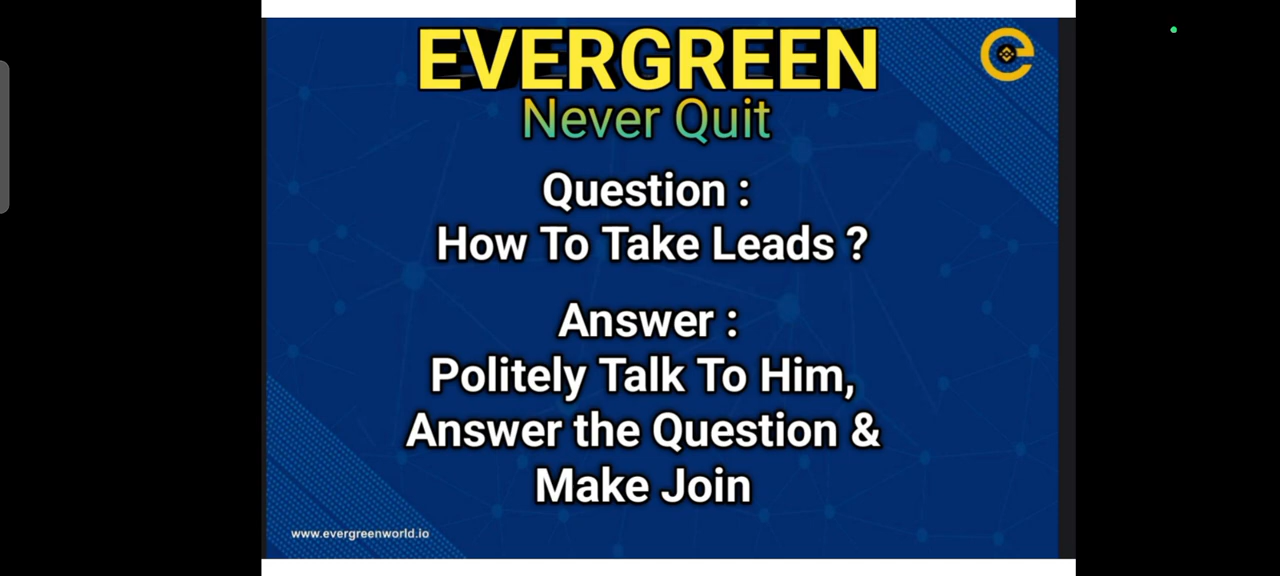 EVERGREEN
Never Quit
Question :
How To Take Leads ?
Answer :
Politely Talk To Him,
Answer the Question &
Make Join
www.evergreenworld.io